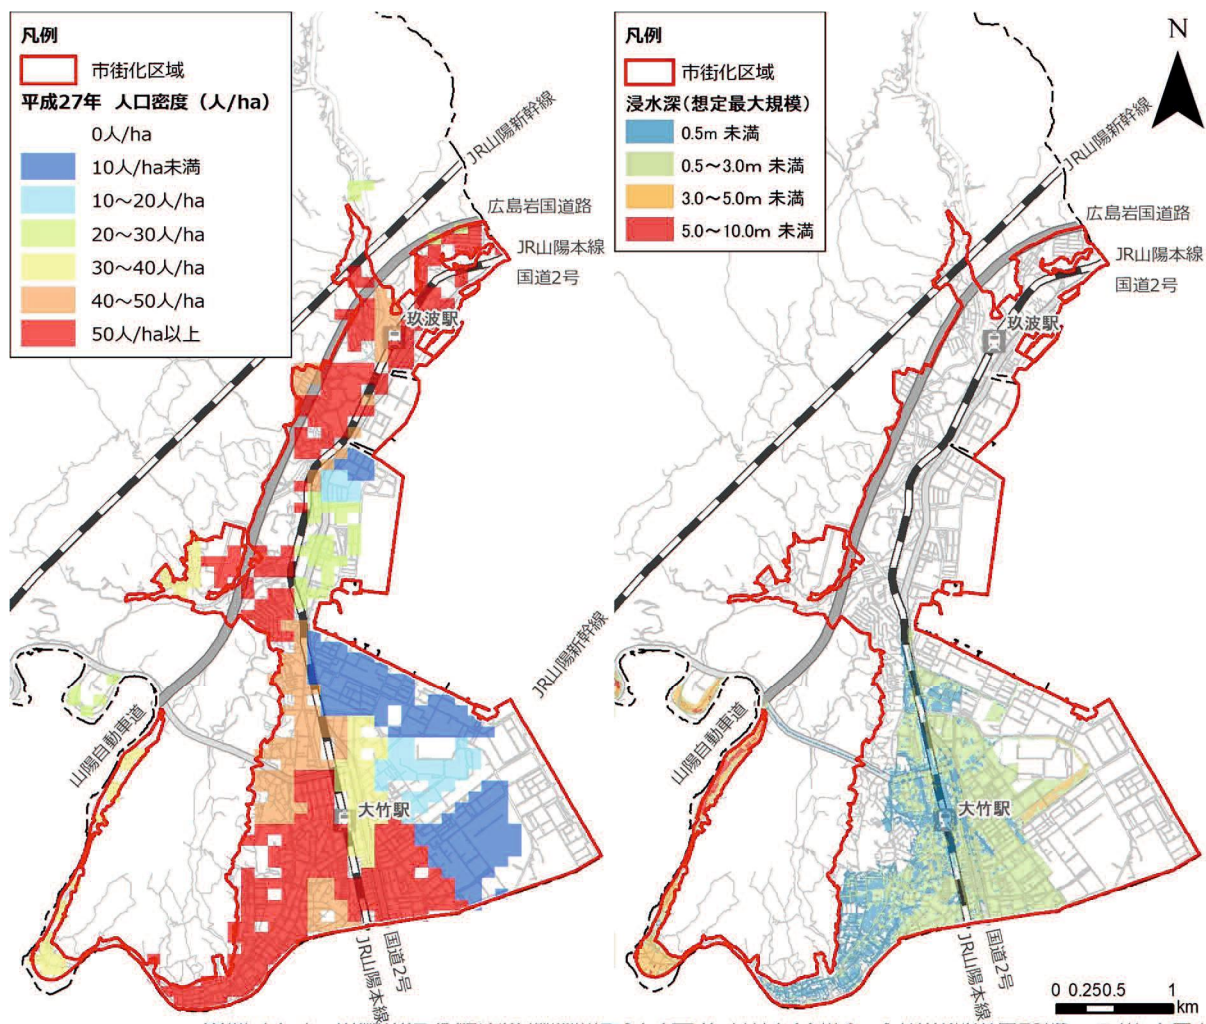 凡例
市街化区域
平成27年 人口密度（人/ha）
0人/ha
10人/ha未満
10～20人/ha
20～30人/ha
30～40人/ha
40～50人/ha
50人/ha以上
JR山陽新幹線
広島岩国道路
JR山陽本線
国道2号
玖波駅
山陽自動車道
大竹駅
国道2号
JR山陽本線
凡例
市街化区域
浸水深（想定最大規模）
0.5m 未満
0.5～3.0m 未満
3.0～5.0m 未満
5.0～10.0m 未満
N
JR山陽新幹線
広島岩国道路
JR山陽本線
国道2号
玖波駅
JR山陽新幹線
山陽自動車道
大竹駅
国道2号
JR山陽本線
0 0.250.5 1
km